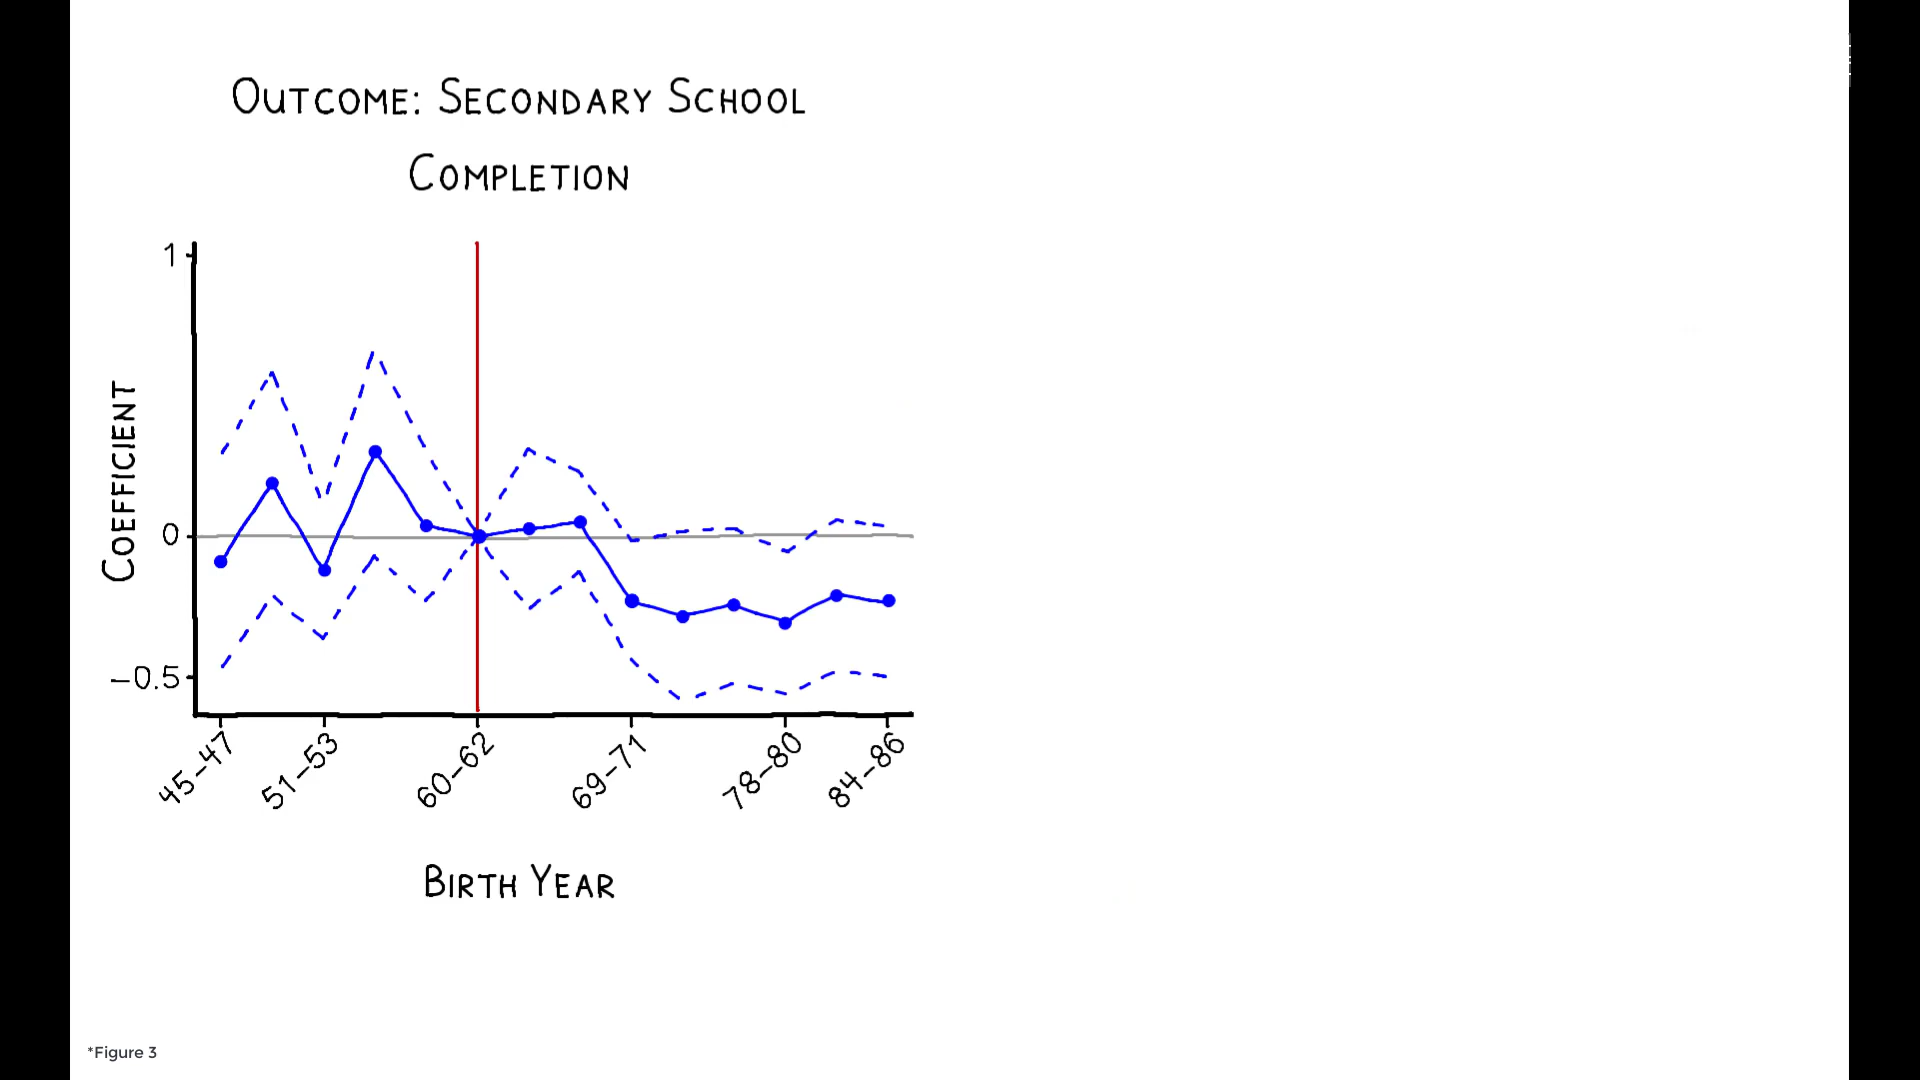 OUTCOME: SECONDARY SCHOOL
COMPLETION
1
COEFFICIENT
0
-0.5
45-47
51-53
60-62
69-71
78-80
84-86
BIRTH YEAR
*Figure 3